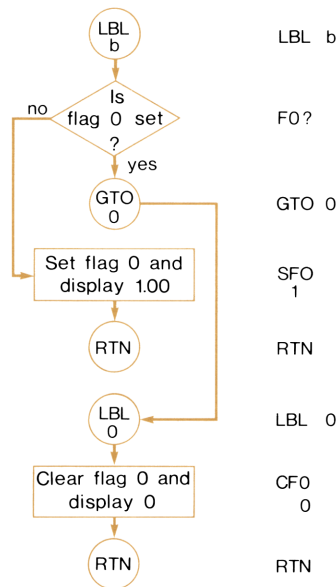 LBL
b
LBL b
Is
no
flag 0 set
?
F0?
yes
GTO
0
GTO 0
Set flag 0 and
display 1.00
SF0
1
RTN
RTN
LBL
0
LBL 0
Clear flag 0 and
display 0
CF0
0
RTN
RTN